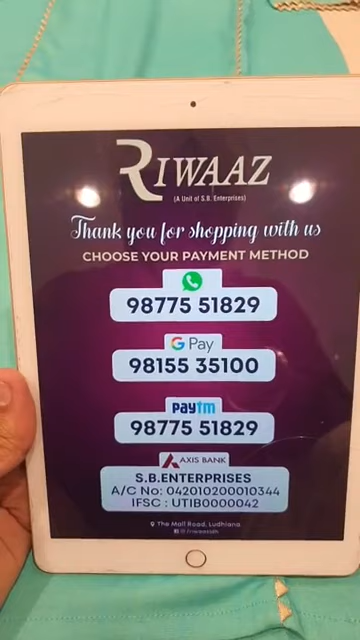 RIWAAZ
(A Unit of S.B. Enterprises)
Thank you for shopping with us
CHOOSE YOUR PAYMENT METHOD
98775 51829
G Pay
98155 35100
paytm
98775 51829
AXIS BANK
S.B.ENTERPRISES
A/C No: 042010200010344
IFSC : UTIB0000042
The Mall Road, Ludhiana.